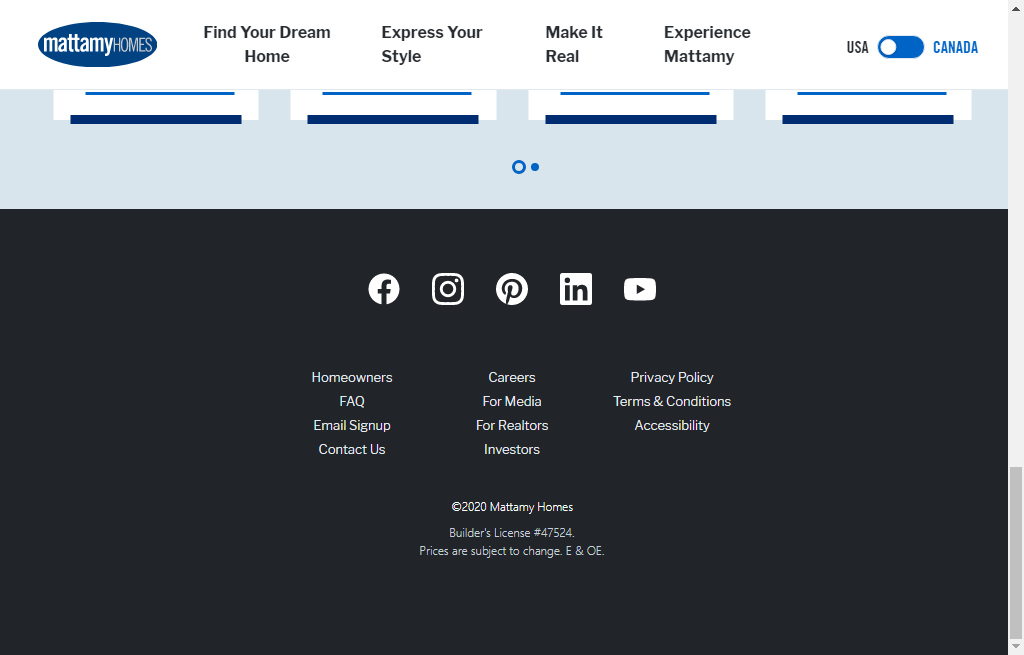 mattamyHOMES
Find Your Dream Home
Express Your Style
Make It Real
Experience Mattamy
USA
CANADA
Homeowners
FAQ
Email Signup
Contact Us
Careers
For Media
For Realtors
Investors
Privacy Policy
Terms & Conditions
Accessibility
©2020 Mattamy Homes
Builder's License #47524.
Prices are subject to change. E & OE.